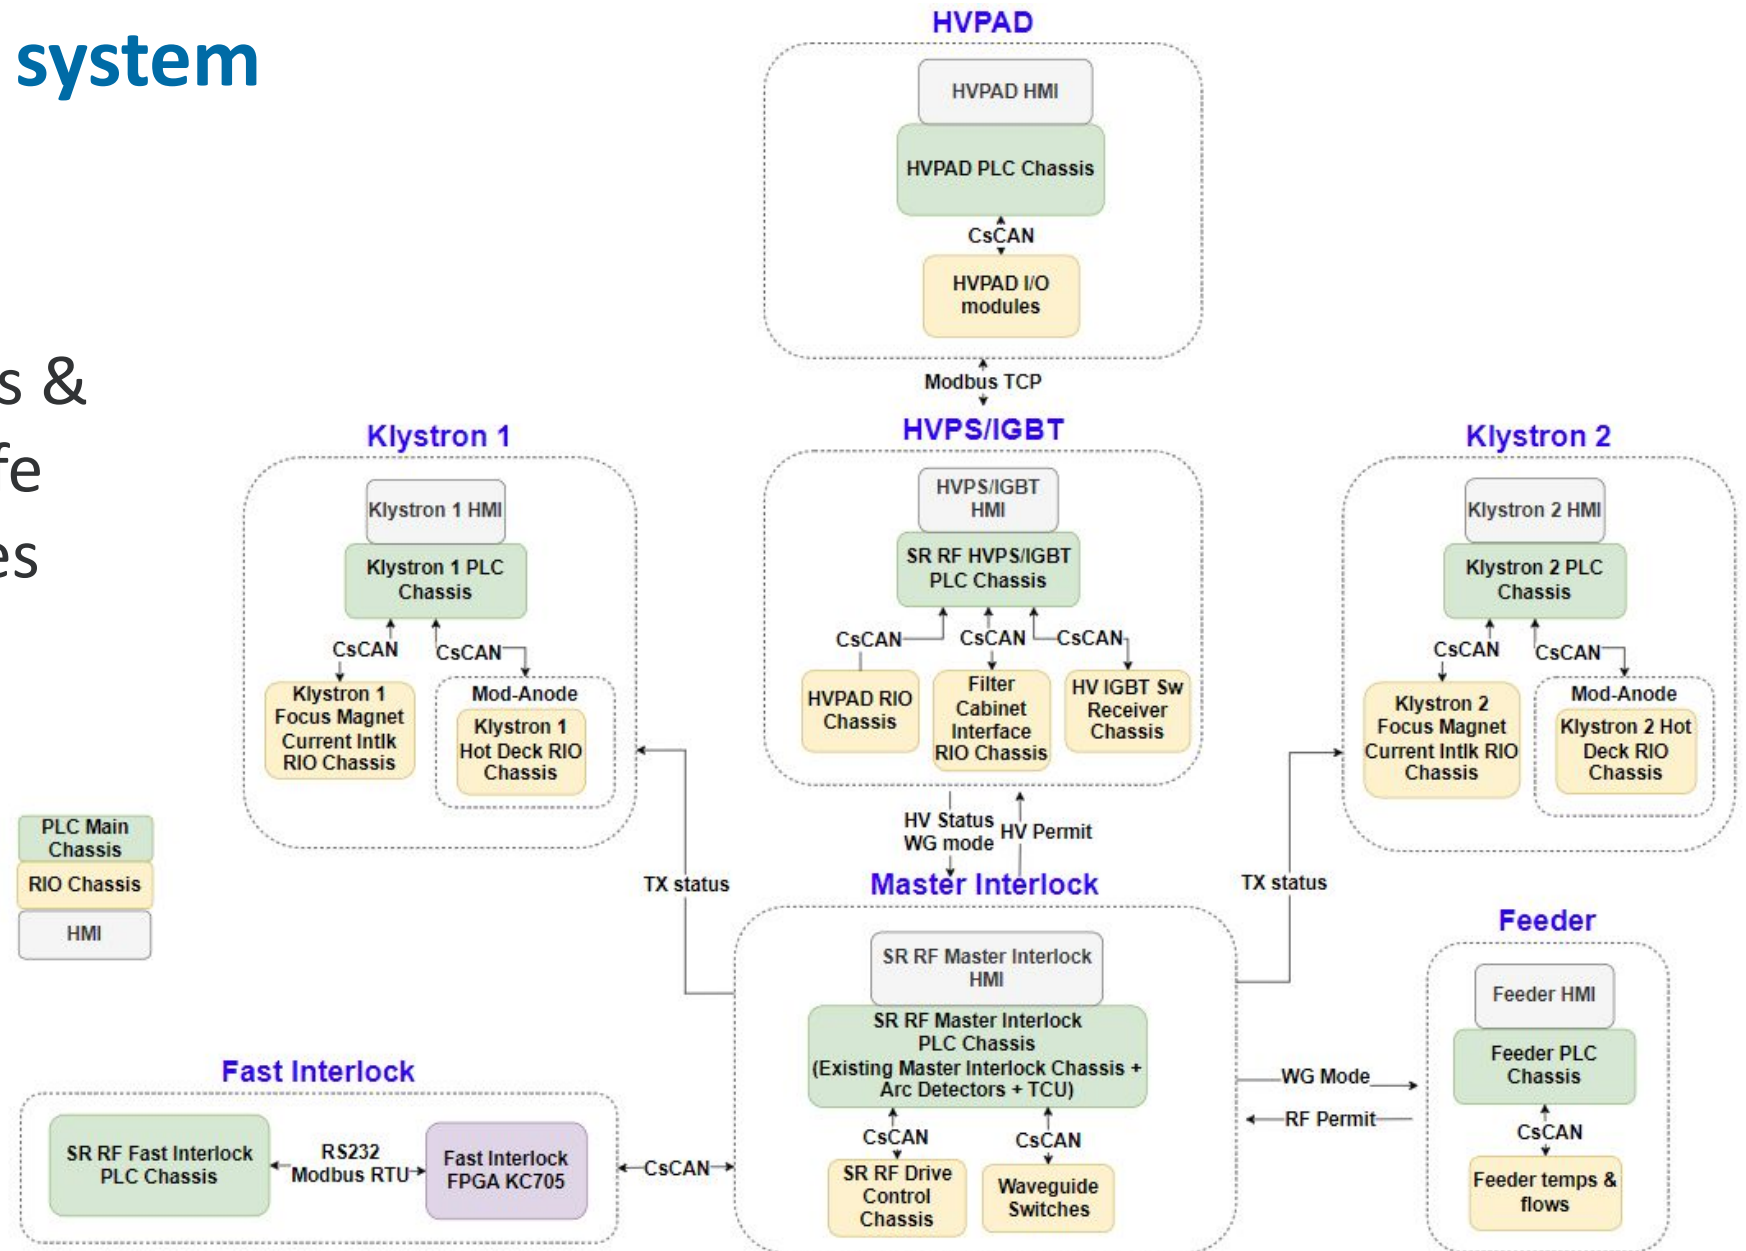 system
s &
fe
es
HVPAD
HVPAD HMI
HVPAD PLC Chassis
CsCAN
HVPAD I/O
modules
Modbus TCP
HVPS/IGBT
HVPS/IGBT
HMI
SR RF HVPS/IGBT
PLC Chassis
CsCAN
CsCAN
CsCAN
HVPAD RIO
Chassis
Filter
Cabinet
Interface
RIO Chassis
HV IGBT Sw
Receiver
Chassis
Klystron 1
Klystron 1 HMI
Klystron 1 PLC
Chassis
CsCAN
CsCAN
Klystron 1
Focus Magnet
Current Intlk
RIO Chassis
Mod-Anode
Klystron 1
Hot Deck RIO
Chassis
Klystron 2
Klystron 2 HMI
Klystron 2 PLC
Chassis
CsCAN
CsCAN
Klystron 2
Focus Magnet
Current Intlk RIO
Chassis
Mod-Anode
Klystron 2 Hot
Deck RIO
Chassis
PLC Main
Chassis
RIO Chassis
HMI
HV Status
WG mode
HV Permit
TX status
TX status
Master Interlock
SR RF Master Interlock
HMI
SR RF Master Interlock
PLC Chassis
(Existing Master Interlock Chassis +
Arc Detectors + TCU)
CsCAN
CsCAN
SR RF Drive
Control
Chassis
Waveguide
Switches
Fast Interlock
SR RF Fast Interlock
PLC Chassis
RS232
Modbus RTU
Fast Interlock
FPGA KC705
CsCAN
WG Mode
RF Permit
Feeder
Feeder HMI
Feeder PLC
Chassis
CsCAN
Feeder temps &
flows